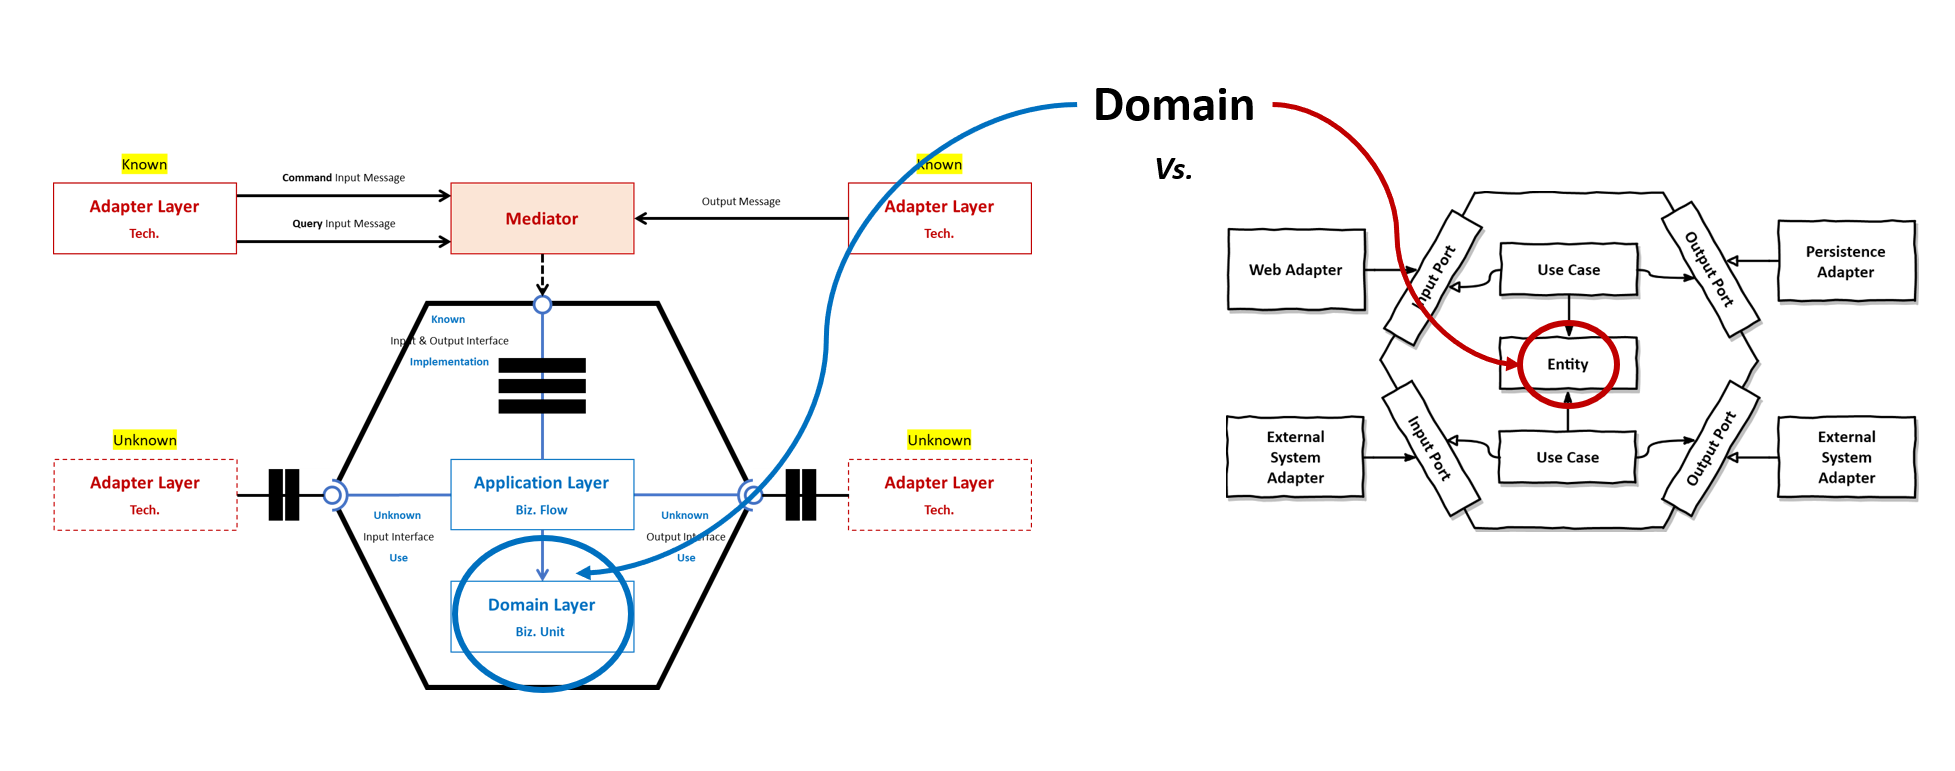 Domain
Vs.
Known
Adapter Layer
Tech.
Command Input Message
Query Input Message
Mediator
Output Message
Known
Adapter Layer
Tech.
Known
Input & Output Interface
Implementation
Unknown
Adapter Layer
Tech.
Application Layer
Biz. Flow
Unknown
Input Interface
Use
Unknown
Output Interface
Use
Unknown
Adapter Layer
Tech.
Domain Layer
Biz. Unit
Web Adapter
Input Port
Use Case
Output Port
Persistence
Adapter
Entity
External
System
Adapter
Input Port
Use Case
Output Port
External
System
Adapter